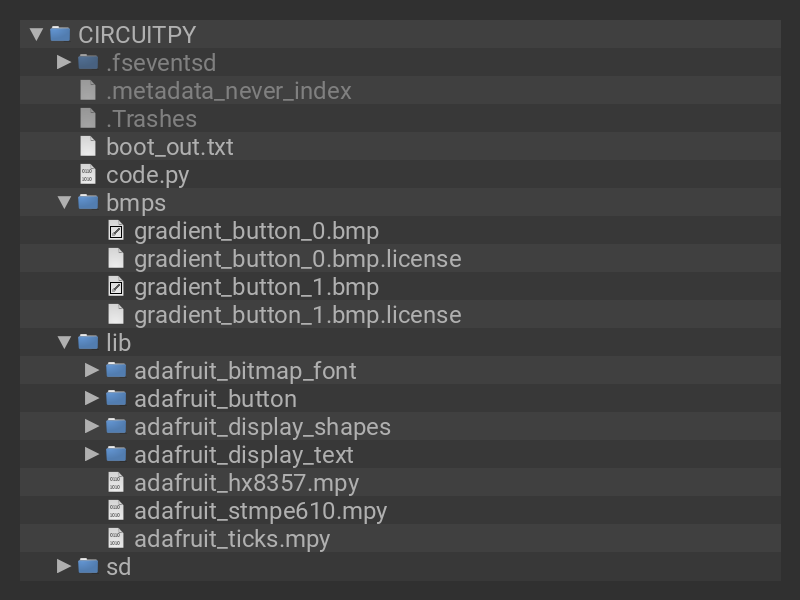 CIRCUITPY
.fseventsd
.metadata_never_index
.Trashes
boot_out.txt
code.py
bmps
gradient_button_0.bmp
gradient_button_0.bmp.license
gradient_button_1.bmp
gradient_button_1.bmp.license
lib
adafruit_bitmap_font
adafruit_button
adafruit_display_shapes
adafruit_display_text
adafruit_hx8357.mpy
adafruit_stmpe610.mpy
adafruit_ticks.mpy
sd